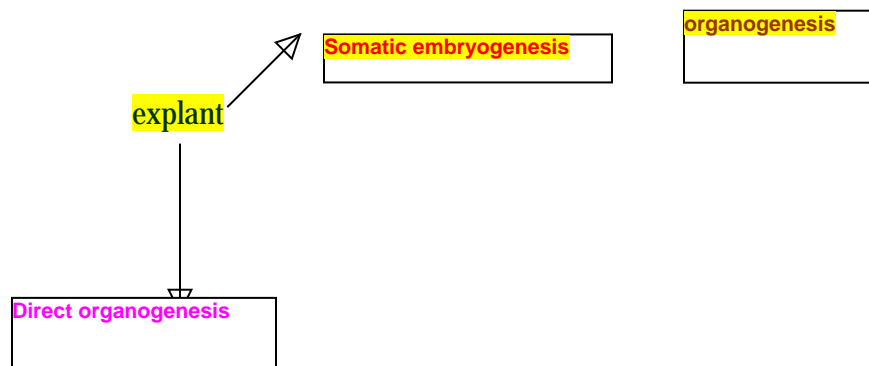 organogenesis
Somatic embryogenesis
explant
Direct organogenesis